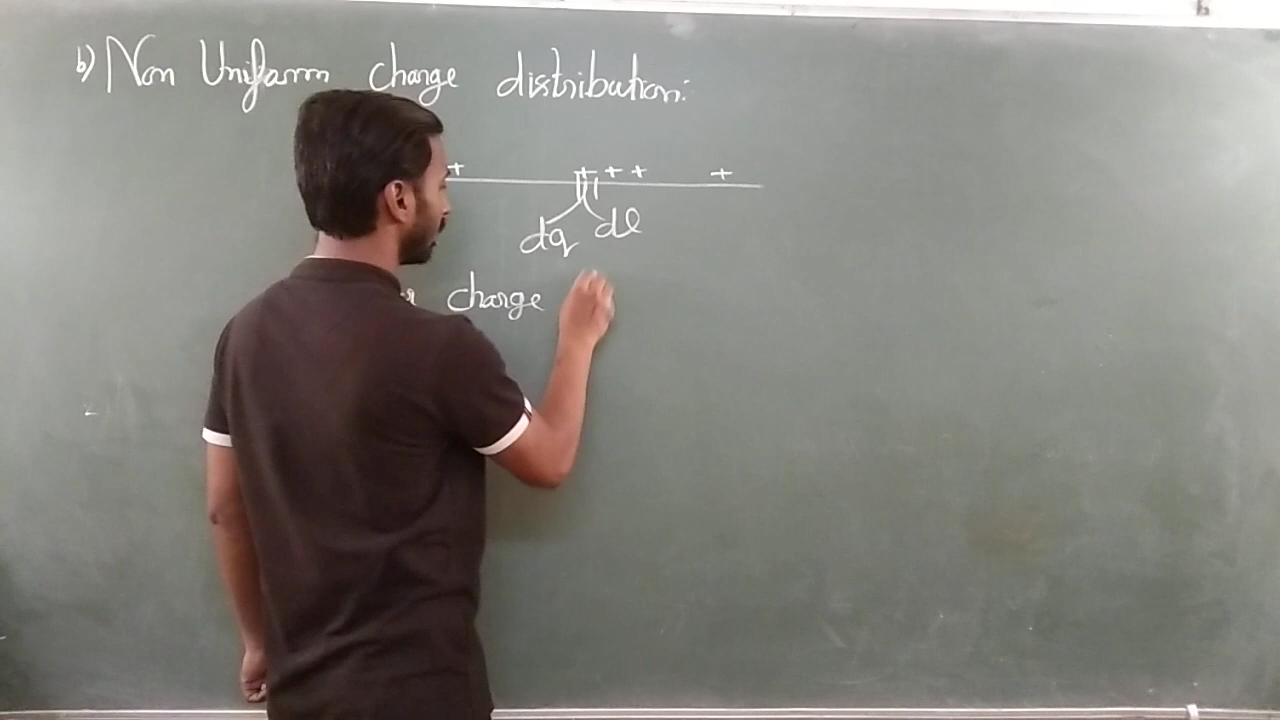 b) Non Uniform charge distribution:
+ + + + +
dq dl
charge